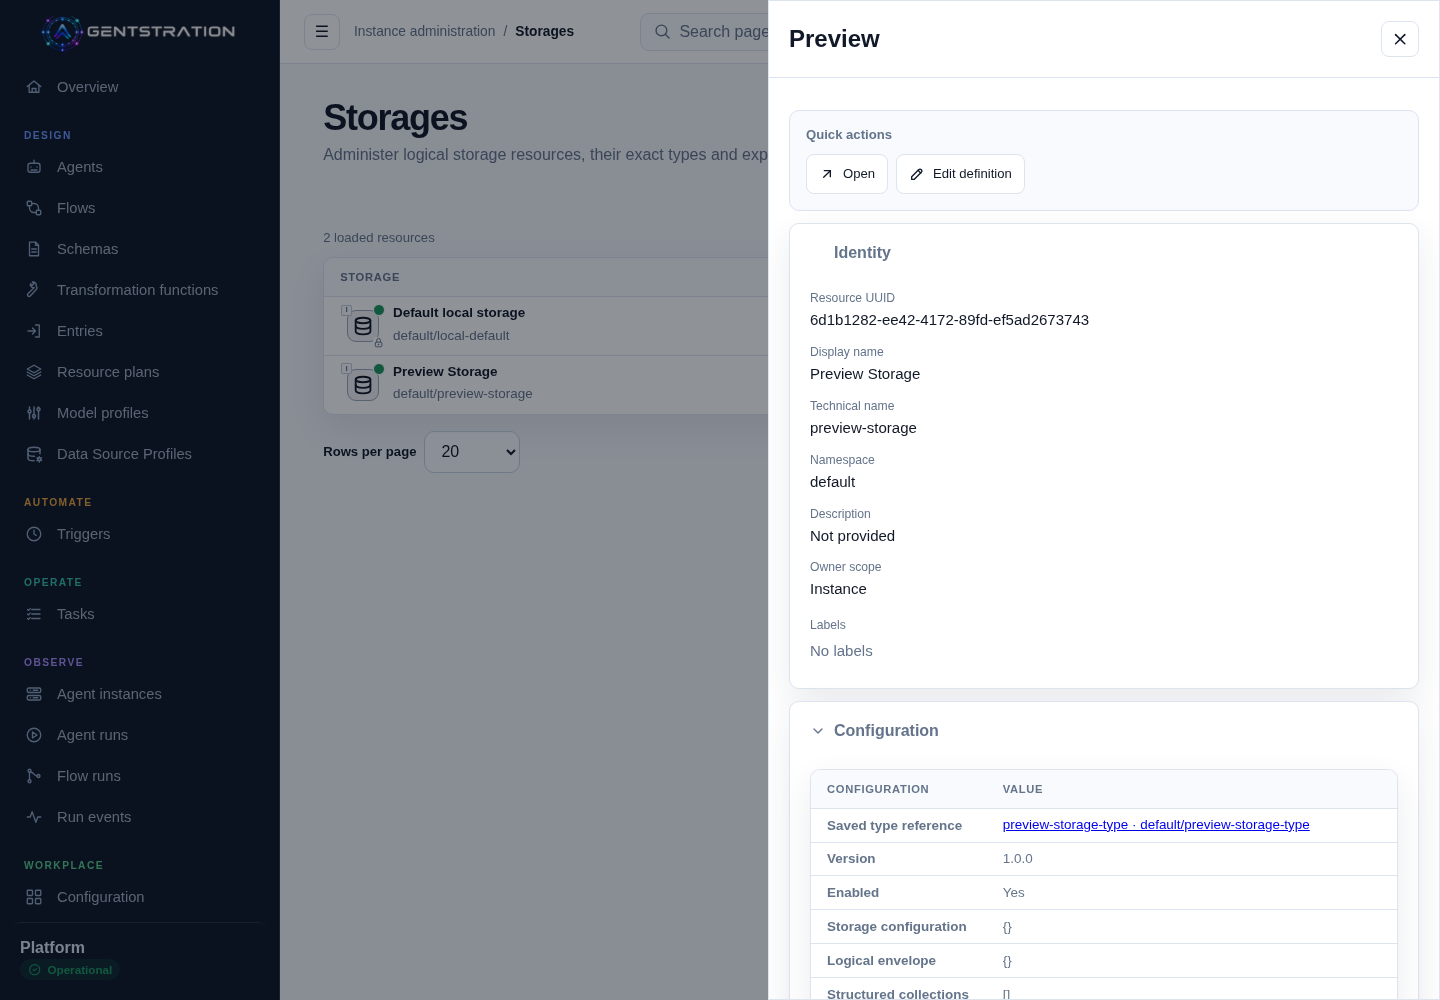 GENTSTRATION
Overview
DESIGN
Agents
Flows
Schemas
Transformation functions
Entries
Resource plans
Model profiles
Data Source Profiles
AUTOMATE
Triggers
OPERATE
Tasks
OBSERVE
Agent instances
Agent runs
Flow runs
Run events
WORKPLACE
Configuration
Platform
Operational
Instance administration / Storages
Search page
Storages
Administer logical storage resources, their exact types and exp
2 loaded resources
STORAGE
I
Default local storage
default/local-default
I
Preview Storage
default/preview-storage
Rows per page 20
Preview
Quick actions
Open Edit definition
Identity
Resource UUID
6d1b1282-ee42-4172-89fd-ef5ad2673743
Display name
Preview Storage
Technical name
preview-storage
Namespace
default
Description
Not provided
Owner scope
Instance
Labels
No labels
Configuration
CONFIGURATION VALUE
Saved type reference preview-storage-type · default/preview-storage-type
Version 1.0.0
Enabled Yes
Storage configuration {}
Logical envelope {}
Structured collections []